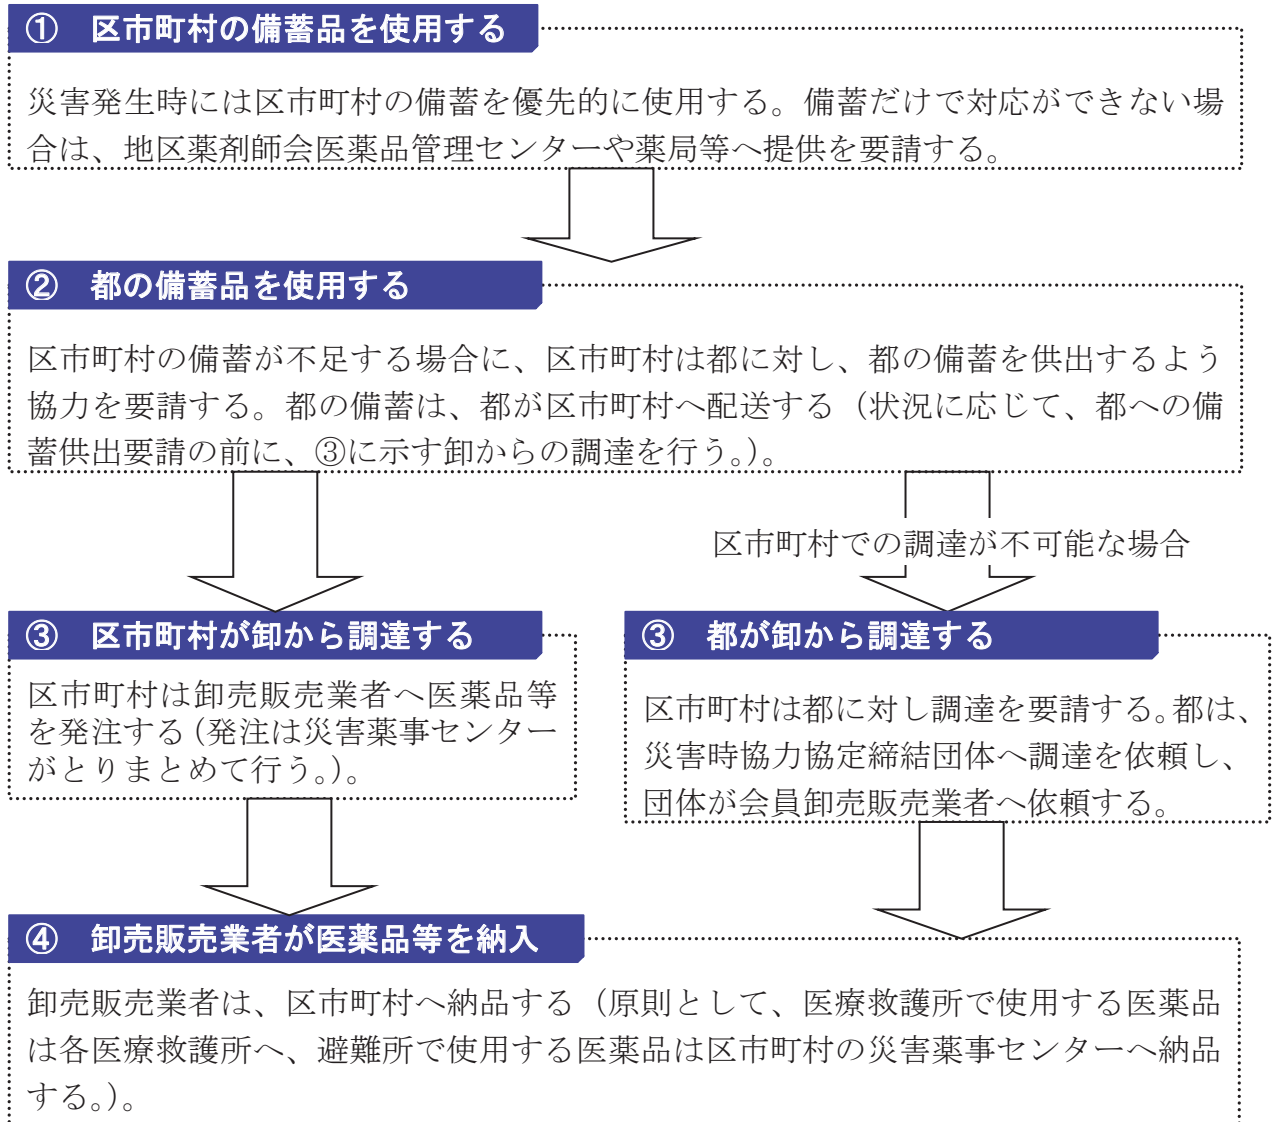 ① 区市町村の備蓄品を使用する
災害発生時には区市町村の備蓄を優先的に使用する。備蓄だけで対応ができない場
合は、地区薬剤師会医薬品管理センターや薬局等へ提供を要請する。
② 都の備蓄品を使用する
区市町村の備蓄が不足する場合に、区市町村は都に対し、都の備蓄を供出するよう
協力を要請する。都の備蓄は、都が区市町村へ配送する（状況に応じて、都への備
蓄供出要請の前に、③に示す卸からの調達を行う。）。
区市町村での調達が不可能な場合
③ 区市町村が卸から調達する
区市町村は卸売販売業者へ医薬品等
を発注する（発注は災害薬事センター
がとりまとめて行う。）。
③ 都が卸から調達する
区市町村は都に対し調達を要請する。都は、
災害時協力協定締結団体へ調達を依頼し、
団体が会員卸売販売業者へ依頼する。
④ 卸売販売業者が医薬品等を納入
卸売販売業者は、区市町村へ納品する（原則として、医療救護所で使用する医薬品
は各医療救護所へ、避難所で使用する医薬品は区市町村の災害薬事センターへ納品
する。）。